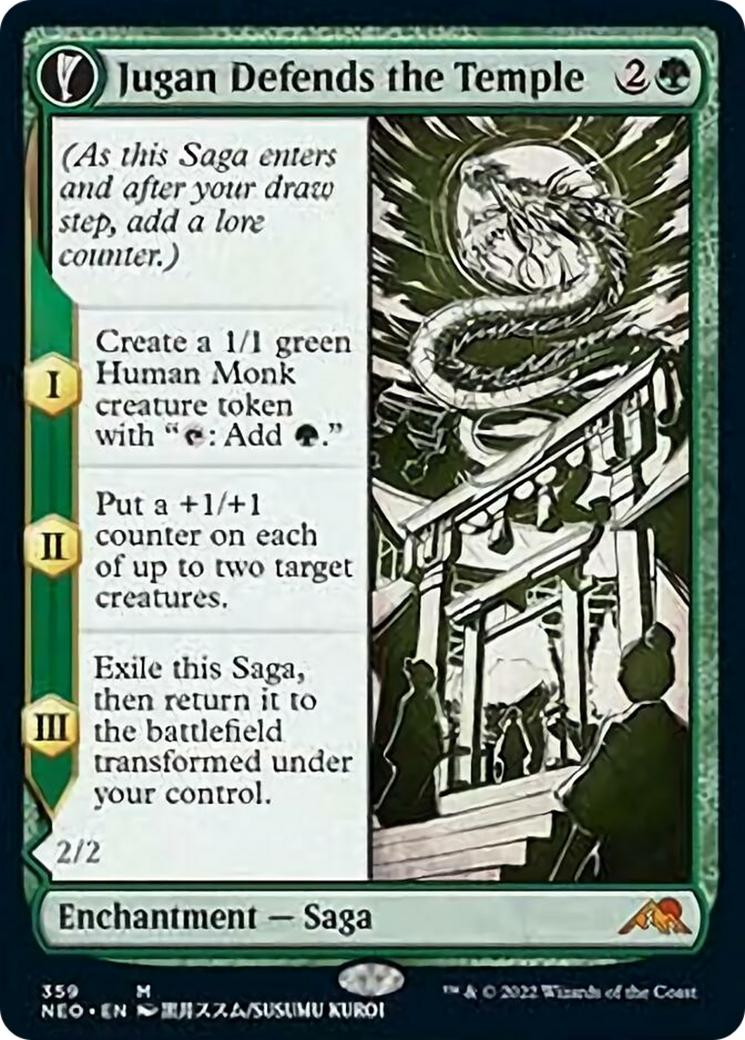 Jugan Defends the Temple 2
(As this Saga enters
and after your draw
step, add a lore
counter.)
I
Create a 1/1 green
Human Monk
creature token
with “: Add .”
II
Put a +1/+1
counter on each
of up to two target
creatures.
III
Exile this Saga,
then return it to
the battlefield
transformed under
your control.
2/2
Enchantment — Saga
359 M
NEO • EN 黒井ススム/SUSUMU KUROI
™ & © 2022 Wizards of the Coast